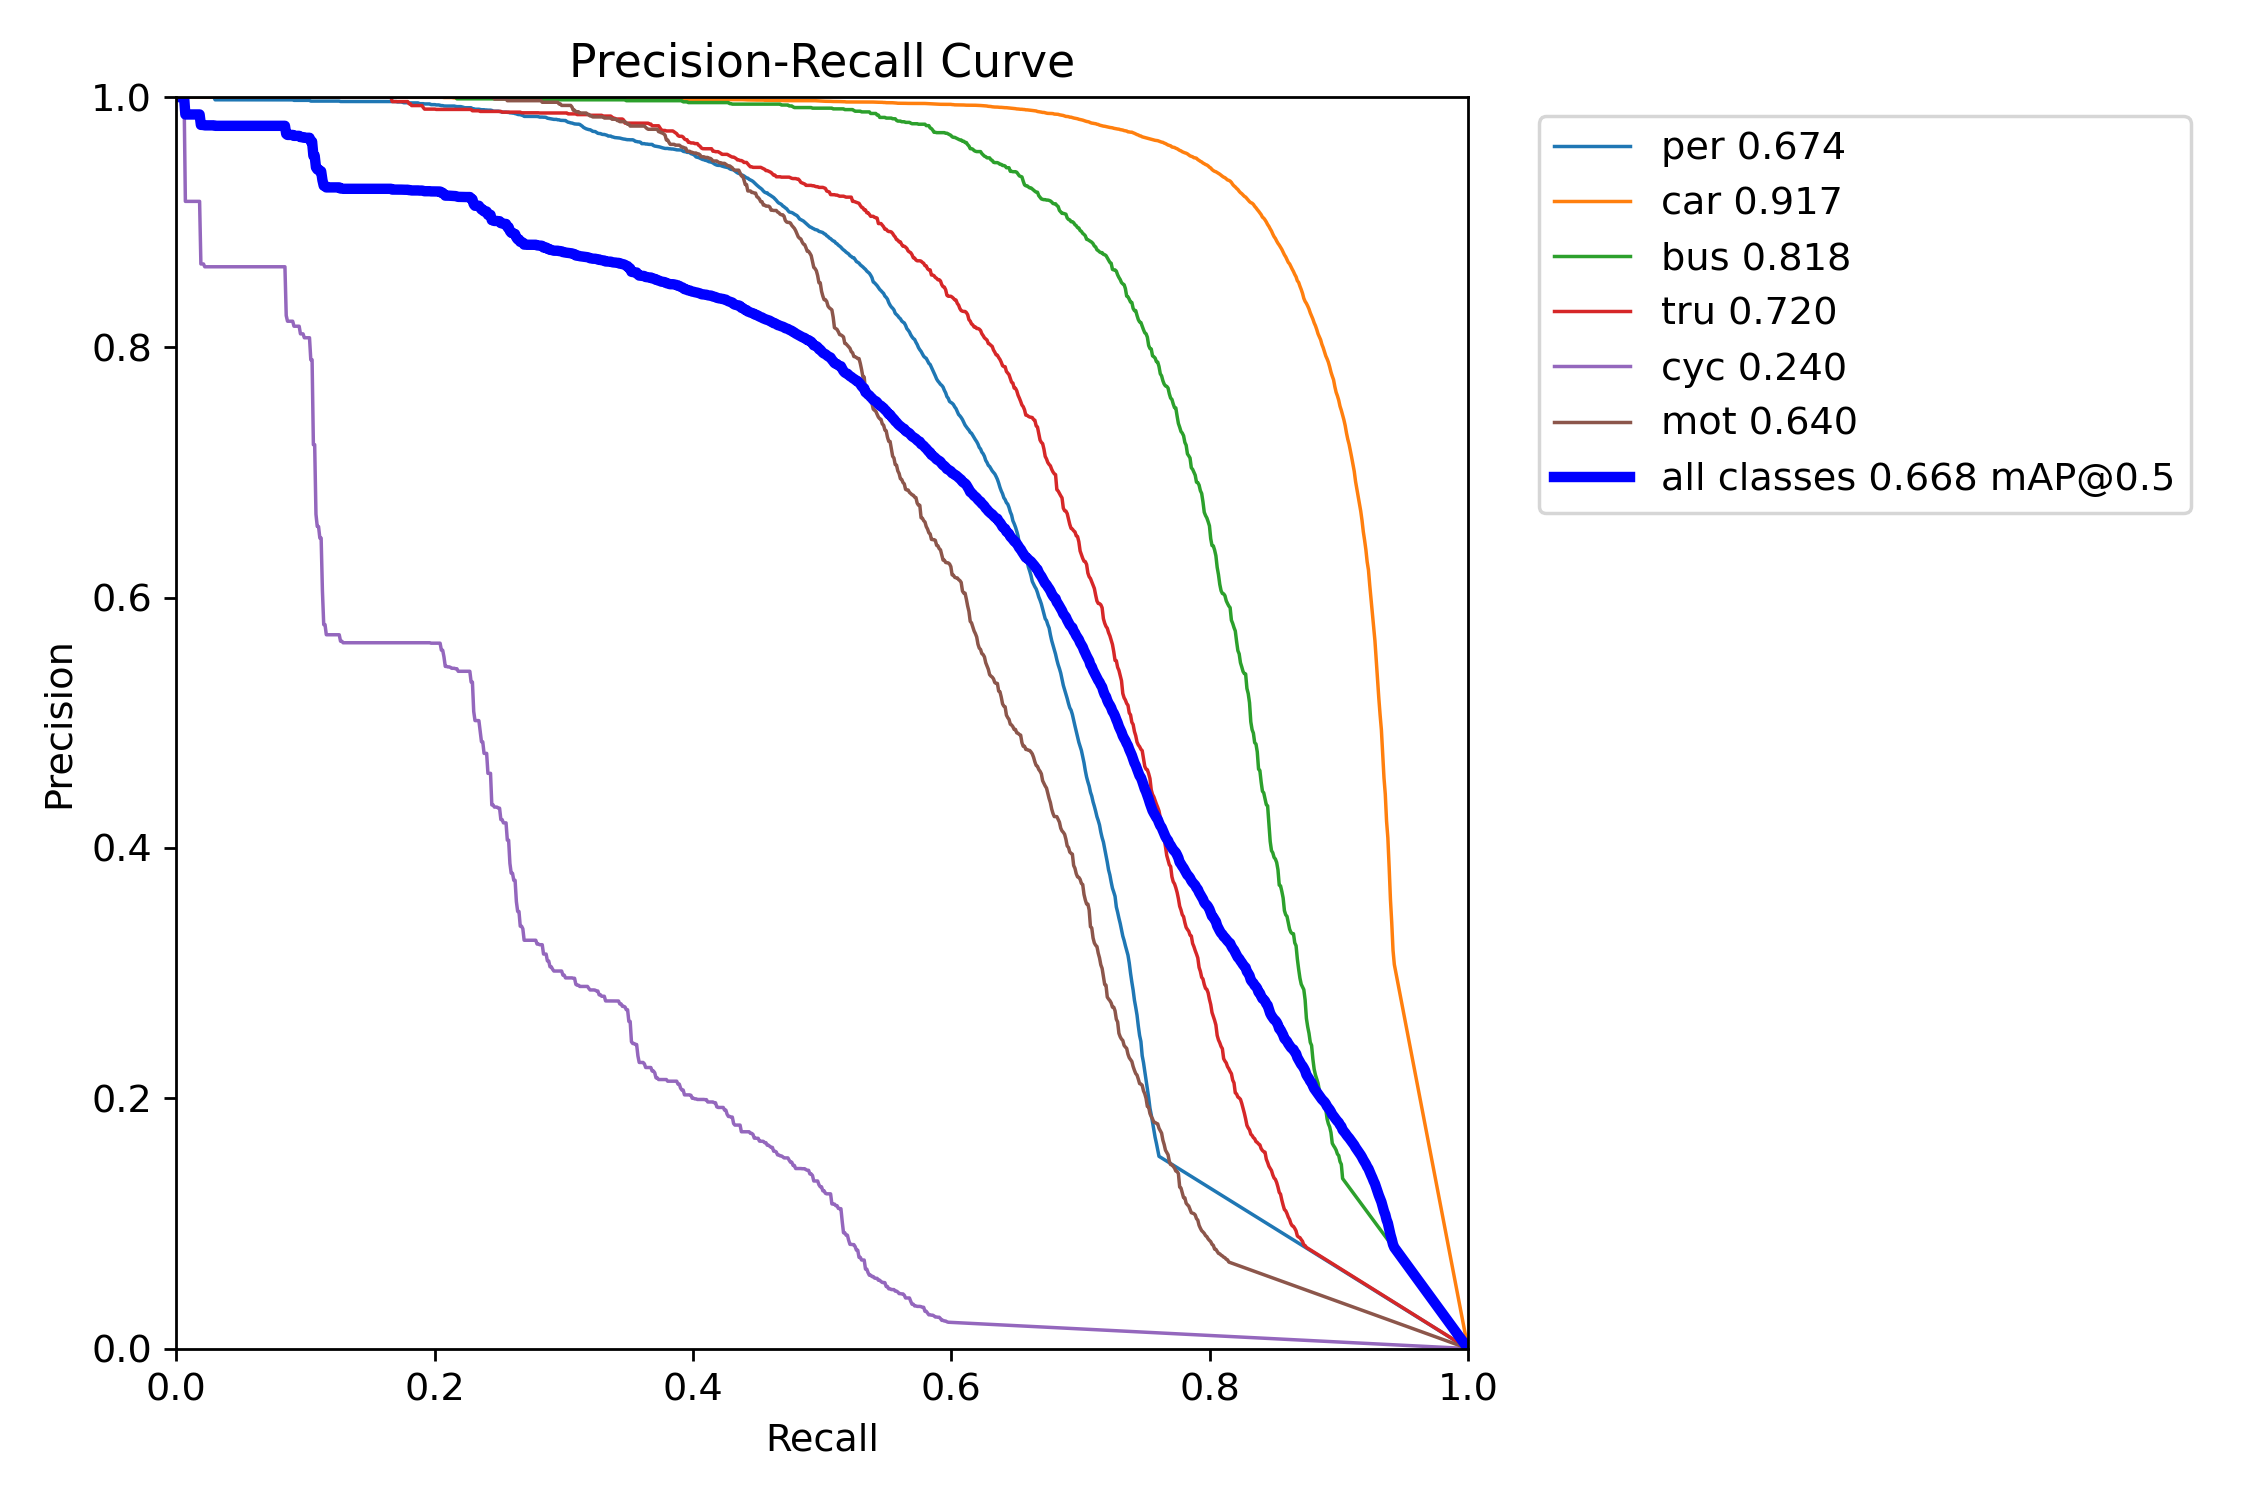 Precision-Recall Curve
1.0
0.8
0.6
0.4
0.2
0.0
Precision
0.0 0.2 0.4 0.6 0.8 1.0
Recall
per 0.674
car 0.917
bus 0.818
tru 0.720
cyc 0.240
mot 0.640
all classes 0.668 mAP@0.5